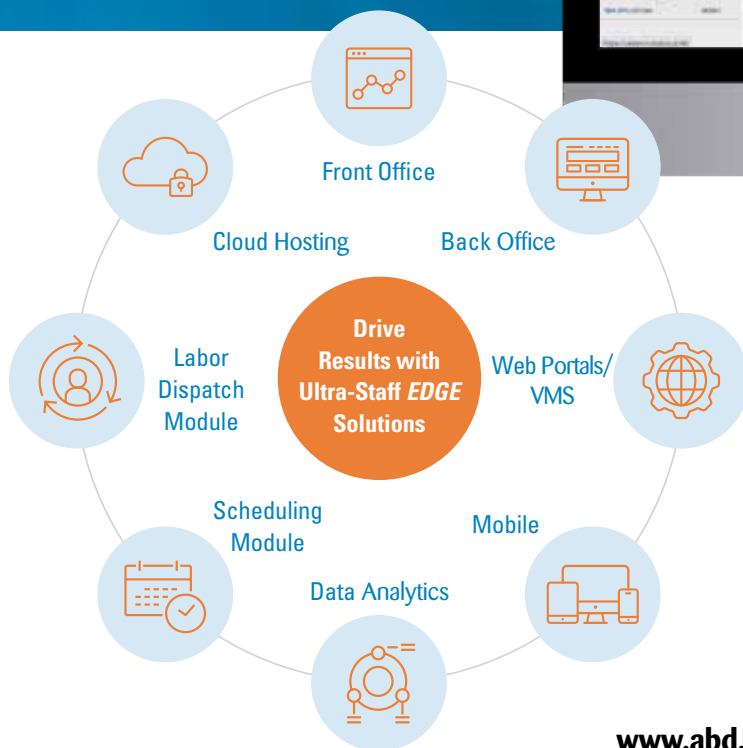 Front Office
Cloud Hosting
Back Office
Drive
Results with
Ultra-Staff EDGE
Solutions
Labor
Dispatch
Module
Web Portals/
VMS
Scheduling
Module
Mobile
Data Analytics
www.abd.